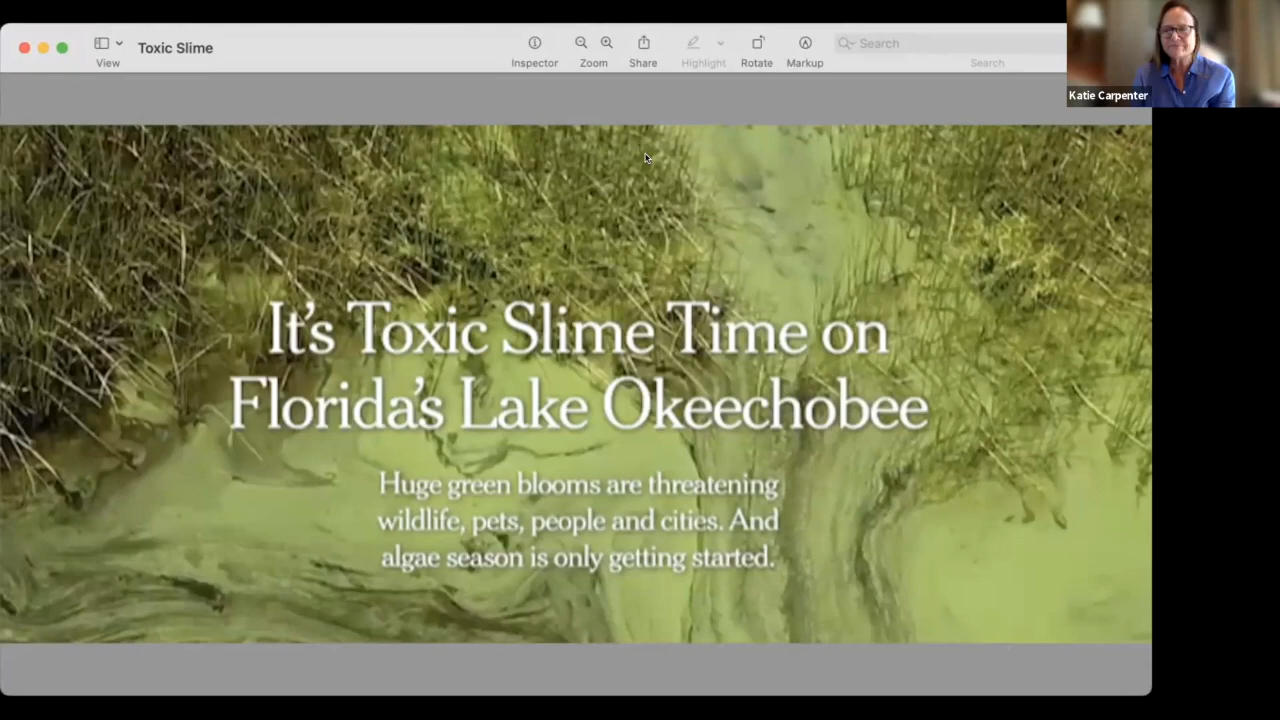 Toxic Slime
View
Inspector
Zoom
Share
Highlight
Rotate
Markup
Search
Search
Katie Carpenter
It's Toxic Slime Time on
Florida's Lake Okeechobee
Huge green blooms are threatening
wildlife, pets, people and cities. And
algae season is only getting started.